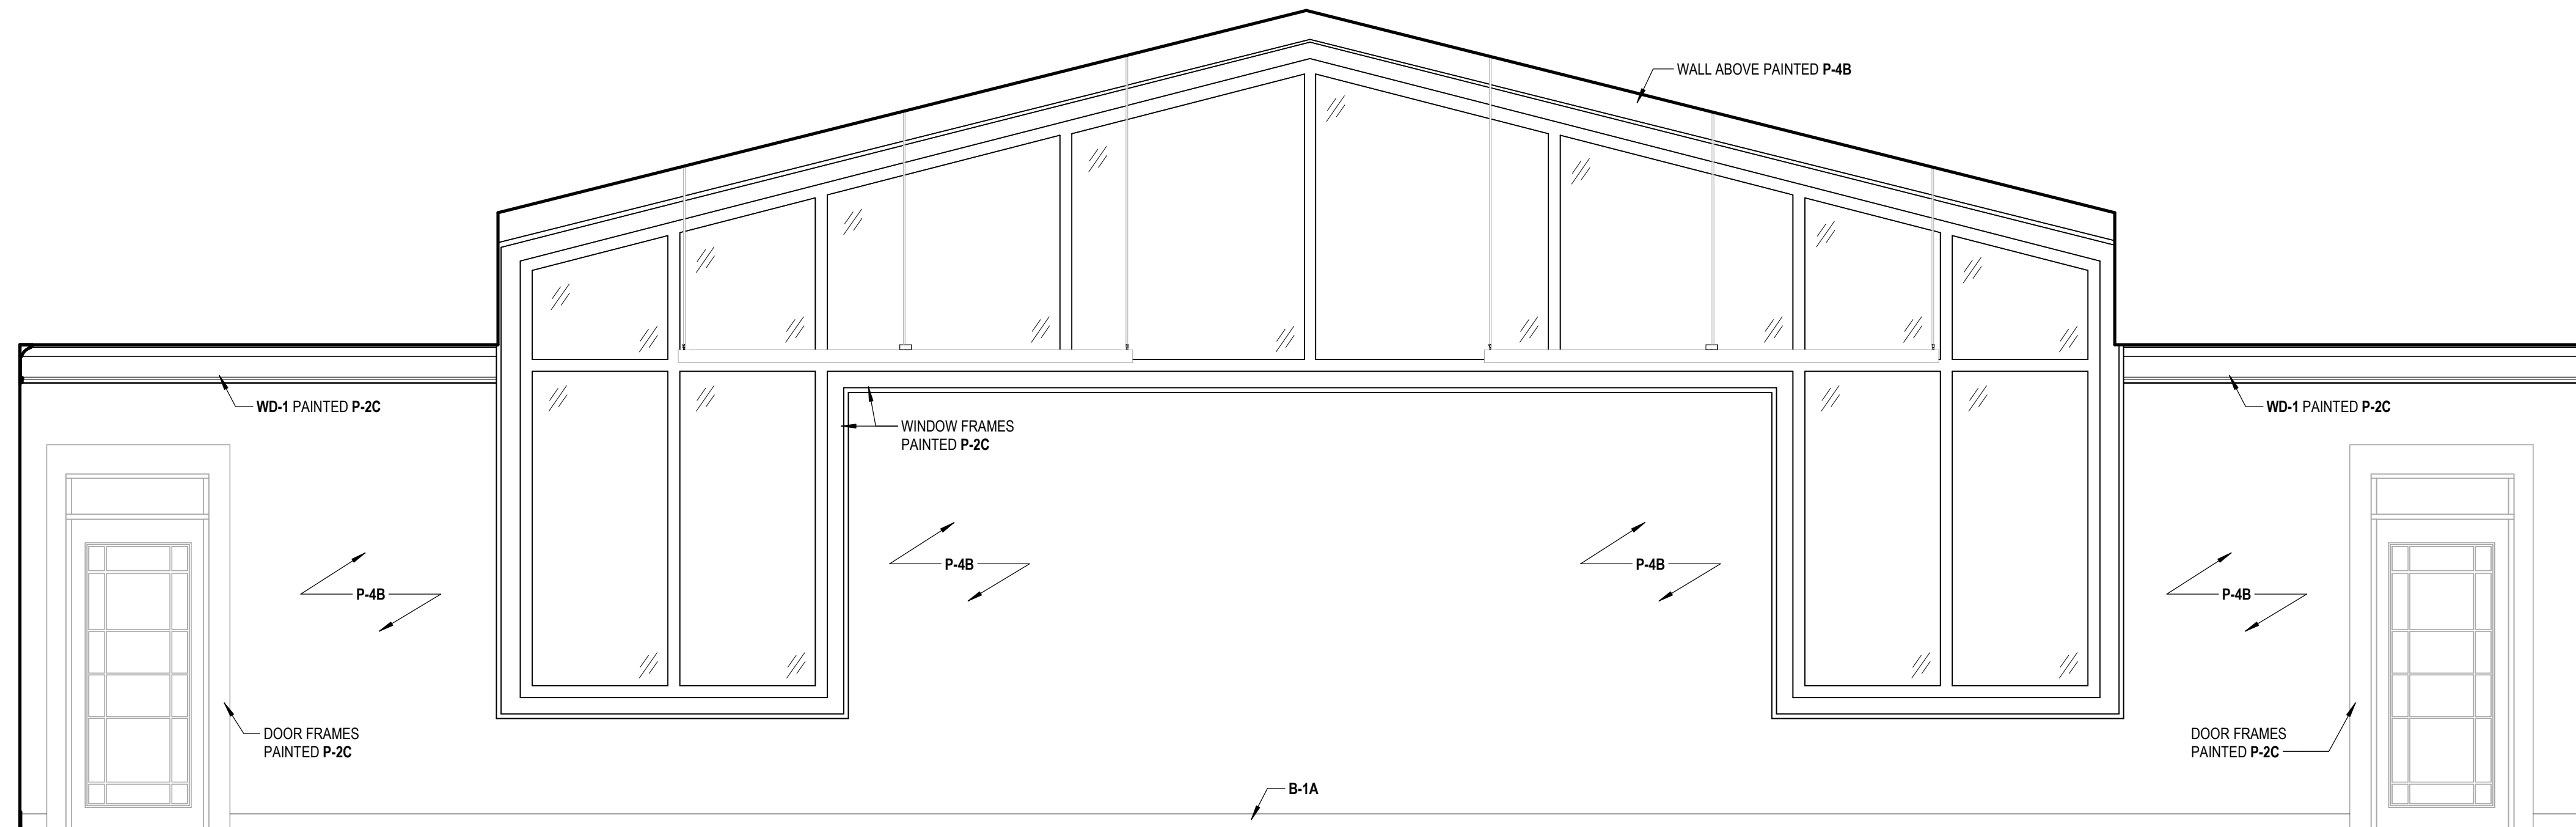 WALL ABOVE PAINTED P-4B
WD-1 PAINTED P-2C
WD-1 PAINTED P-2C
WINDOW FRAMES
PAINTED P-2C
P-4B
P-4B
P-4B
P-4B
DOOR FRAMES
PAINTED P-2C
DOOR FRAMES
PAINTED P-2C
B-1A